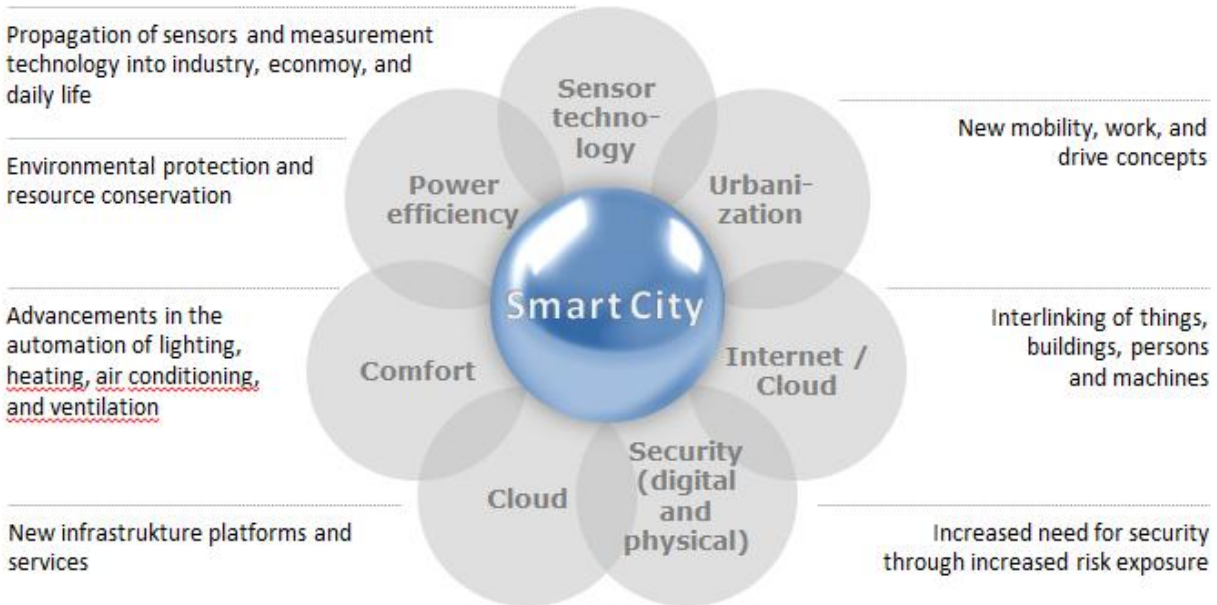 Propagation of sensors and measurement
technology into industry, econmoy, and
daily life
Environmental protection and
resource conservation
Advancements in the
automation of lighting,
heating, air conditioning,
and ventilation
New infrastrukture platforms and
services
Sensor
techno-
logy
Power
efficiency
Urbani-
zation
Smart City
Comfort
Internet /
Cloud
Cloud
Security
(digital
and
physical)
New mobility, work, and
drive concepts
Interlinking of things,
buildings, persons
and machines
Increased need for security
through increased risk exposure